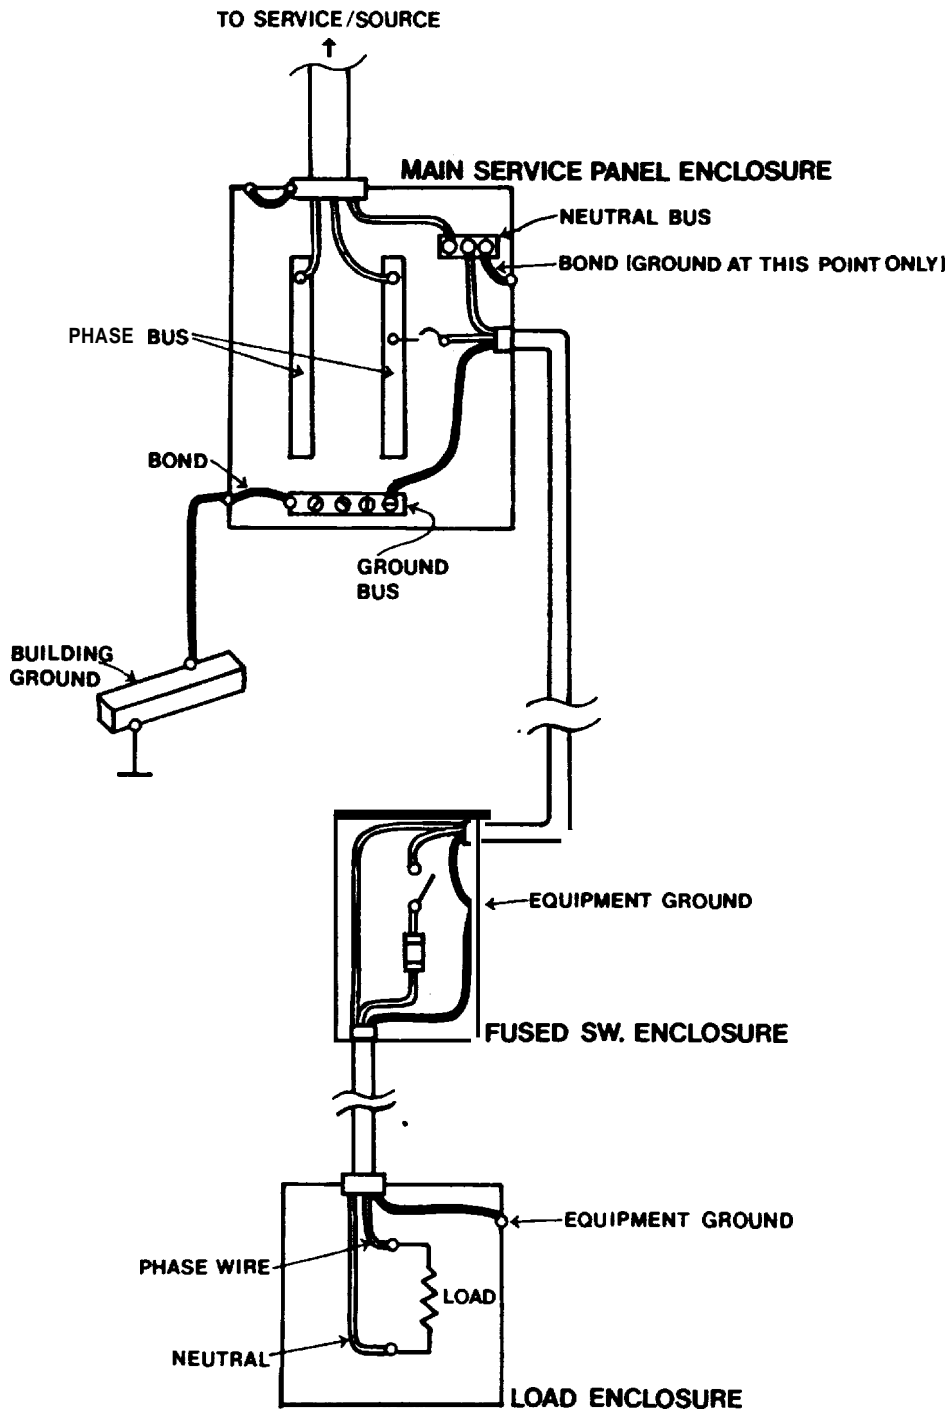 TO SERVICE/SOURCE
MAIN SERVICE PANEL ENCLOSURE
NEUTRAL BUS
BOND (GROUND AT THIS POINT ONLY)
PHASE BUS
BOND
GROUND
BUS
BUILDING
GROUND
EQUIPMENT GROUND
FUSED SW. ENCLOSURE
EQUIPMENT GROUND
PHASE WIRE
LOAD
NEUTRAL
LOAD ENCLOSURE